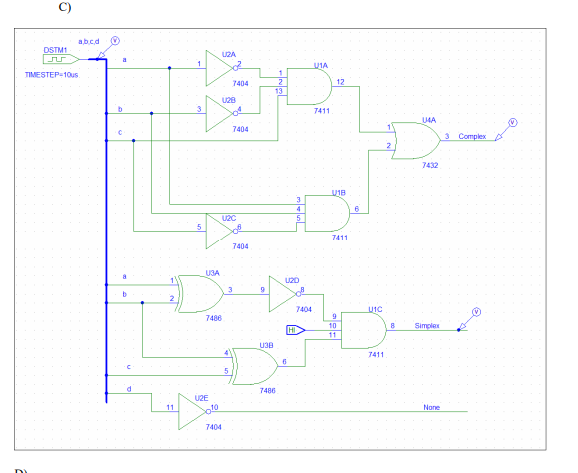 C)
a,b,c,d V
DSTM1
TIMESTEP=10us
a
1 U2A 2
7404
b
3 U2B 4
7404
c
1
2
13
U1A
12
7411
5 U2C 6
7404
3
4
5
U1B
6
7411
1
2
U4A
3 Complex V
7432
a
b
1
2
U3A
3
7486
9 U2D 8
7404
HI
9
10
11
U1C
8 Simplex V
7411
c
4
5
U3B
6
7486
d
11 U2E 10
7404
None
D)